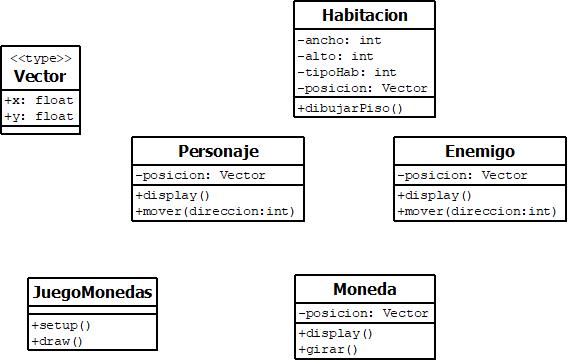 Habitacion
-ancho: int
-alto: int
-tipoHab: int
-posicion: Vector
+dibujarPiso()
<<type>>
Vector
+x: float
+y: float
Personaje
-posicion: Vector
+display()
+mover(direccion:int)
Enemigo
-posicion: Vector
+display()
+mover(direccion:int)
JuegoMonedas
+setup()
+draw()
Moneda
-posicion: Vector
+display()
+girar()